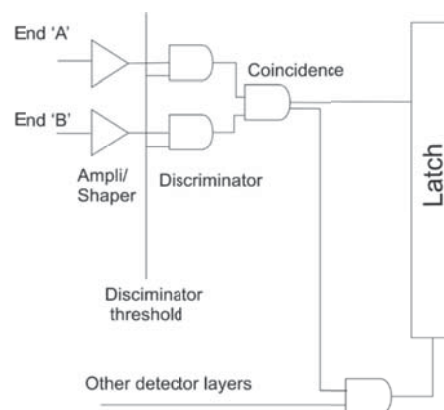 End 'A'
Coincidence
End 'B'
Ampli/
Shaper
Discriminator
Latch
Disciminator
threshold
Other detector layers